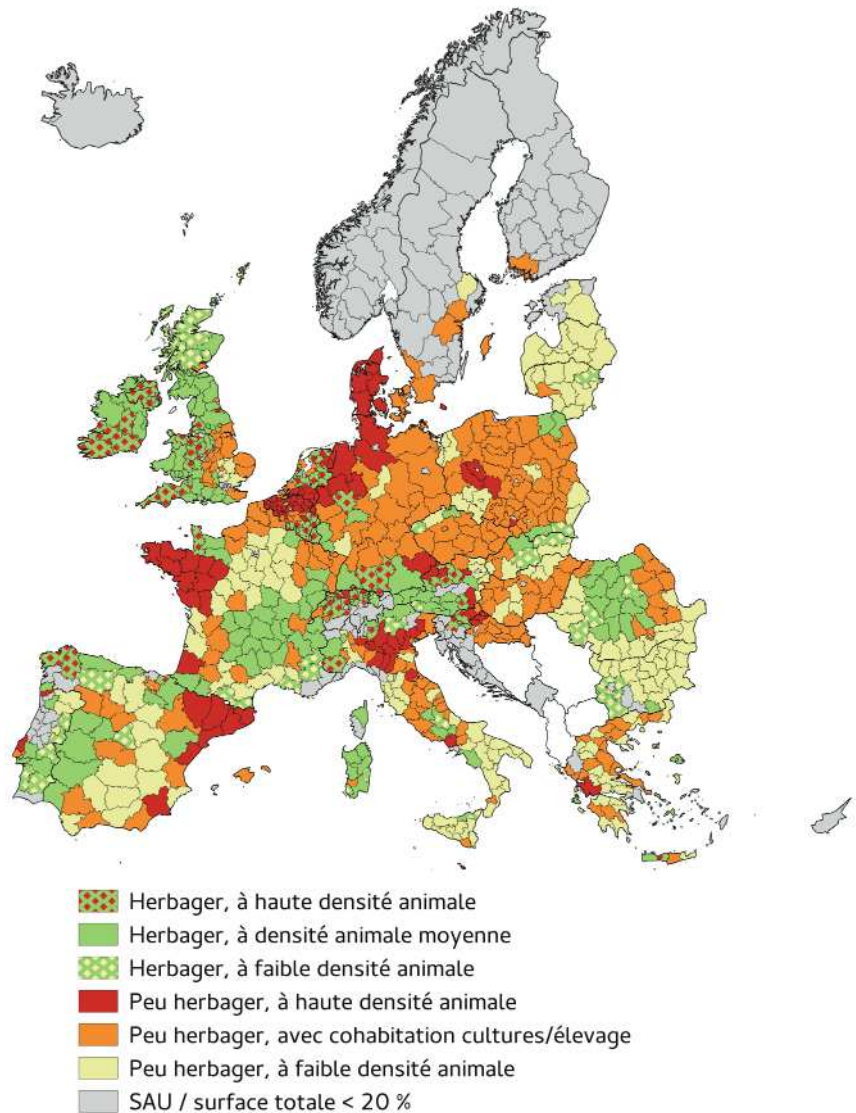 Herbager, à haute densité animale
Herbager, à densité animale moyenne
Herbager, à faible densité animale
Peu herbager, à haute densité animale
Peu herbager, avec cohabitation cultures/élevage
Peu herbager, à faible densité animale
SAU / surface totale < 20 %